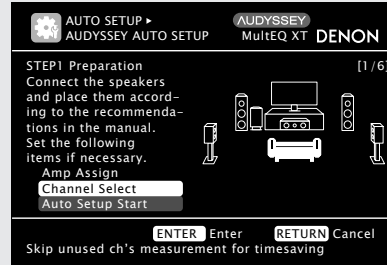 AUTO SETUP ▸
AUDYSSEY AUTO SETUP
AUDYSSEY
MultEQ XT DENON
STEP1 Preparation [1/6]
Connect the speakers
and place them accord-
ing to the recommenda-
tions in the manual.
Set the following
items if necessary.
Amp Assign
Channel Select
Auto Setup Start
ENTER Enter RETURN Cancel
Skip unused ch's measurement for timesaving